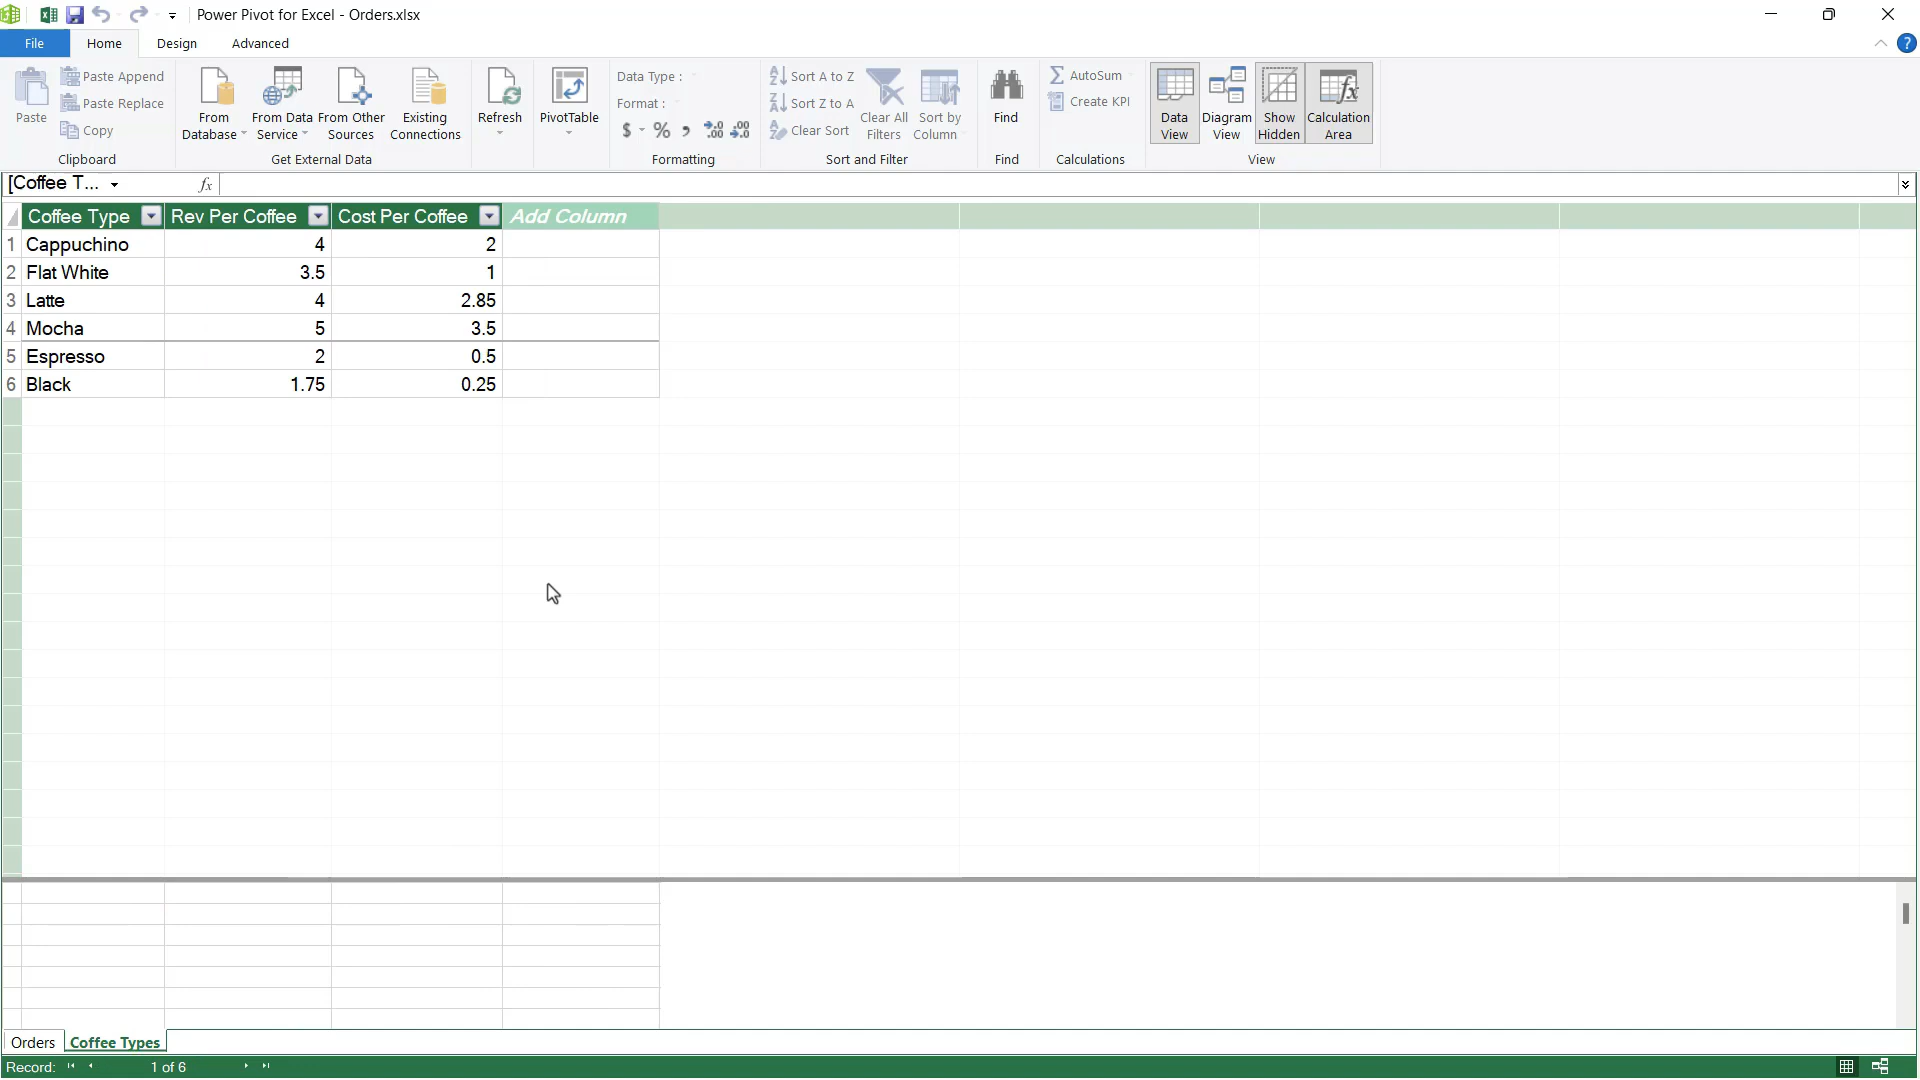 Power Pivot for Excel - Orders.xlsx
File Home Design Advanced
Paste
Paste Append
Paste Replace
Copy
Clipboard
From Database
From Data Service
From Other Sources
Existing Connections
Get External Data
Refresh
PivotTable
Data Type :
Format :
$ % , .0 .00 .00 .0
Formatting
Sort A to Z
Sort Z to A
Clear Sort
Clear All Filters
Sort by Column
Sort and Filter
Find
Find
AutoSum
Create KPI
Calculations
Data View
Diagram View
Show Hidden
Calculation Area
View
[Coffee T... fx
Coffee Type Rev Per Coffee Cost Per Coffee Add Column
1 Cappuchino 4 2
2 Flat White 3.5 1
3 Latte 4 2.85
4 Mocha 5 3.5
5 Espresso 2 0.5
6 Black 1.75 0.25
Orders Coffee Types
Record: 1 of 6